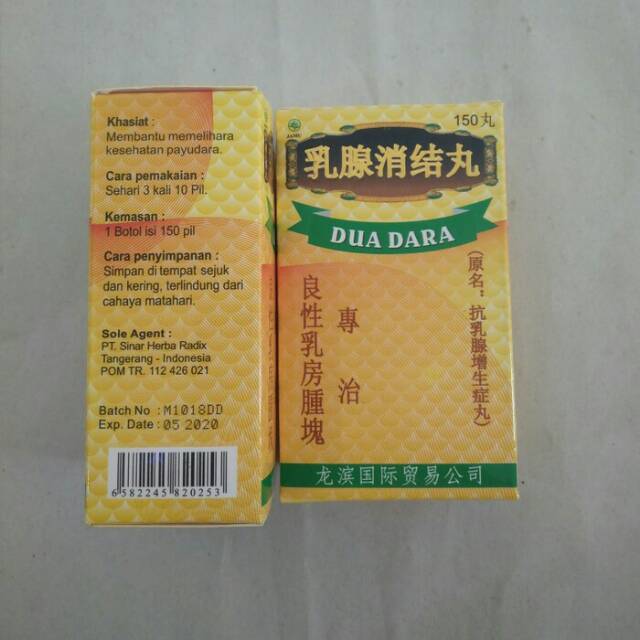 Khasiat :
Membantu memelihara
kesehatan payudara.
Cara pemakaian :
Sehari 3 kali 10 Pil.
Kemasan :
1 Botol isi 150 pil
Cara penyimpanan :
Simpan di tempat sejuk
dan kering, terlindung dari
cahaya matahari.
Sole Agent :
PT. Sinar Herba Radix
Tangerang - Indonesia
POM TR. 112 426 021
Batch No : M1018DD
Exp. Date : 05 2020
6 582245 820253
JAMU
150丸
乳腺消结丸
DUA DARA
(原名：抗乳腺增生症丸)
專治
良性乳房腫塊
龙滨国际贸易公司